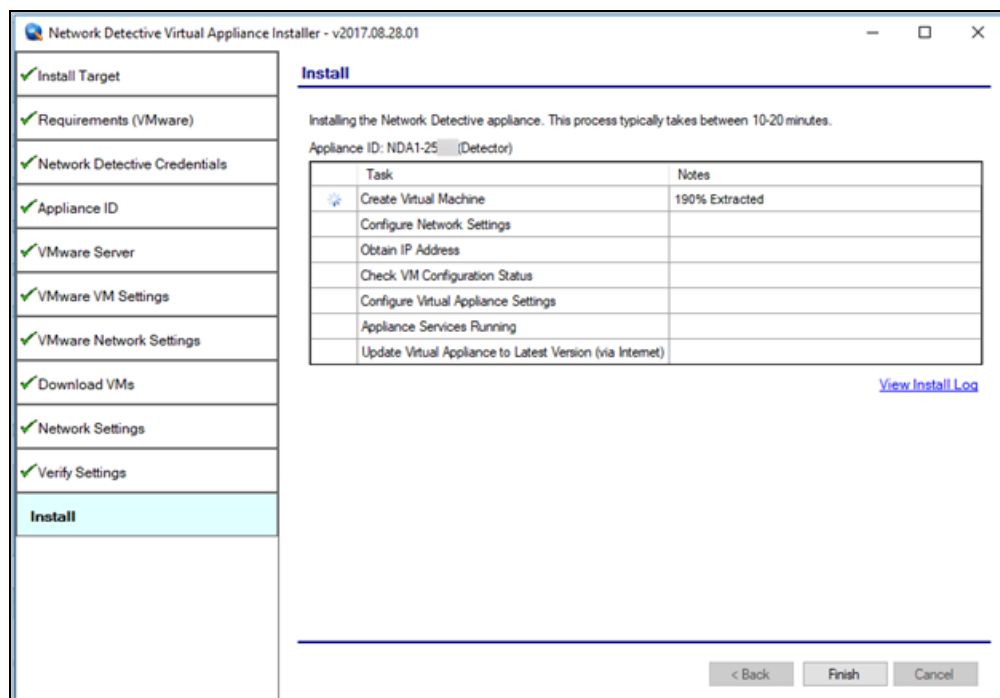 Network Detective Virtual Appliance Installer - v2017.08.28.01
Install Target
Requirements (VMware)
Network Detective Credentials
Appliance ID
VMware Server
VMware VM Settings
VMware Network Settings
Download VMs
Network Settings
Verify Settings
Install
Install
Installing the Network Detective appliance. This process typically takes between 10-20 minutes.
Appliance ID: NDA1-25 (Detector)
Task Notes
Create Virtual Machine 190% Extracted
Configure Network Settings
Obtain IP Address
Check VM Configuration Status
Configure Virtual Appliance Settings
Appliance Services Running
Update Virtual Appliance to Latest Version (via Internet)
View Install Log
< Back Finish Cancel